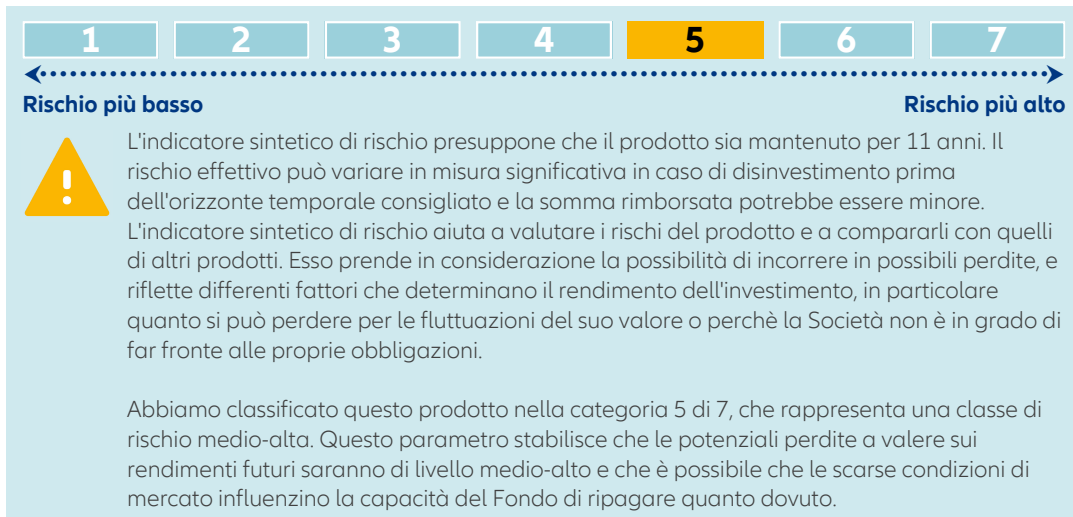 1 2 3 4 5 6 7
Rischio più basso Rischio più alto
L'indicatore sintetico di rischio presuppone che il prodotto sia mantenuto per 11 anni. Il
rischio effettivo può variare in misura significativa in caso di disinvestimento prima
dell'orizzonte temporale consigliato e la somma rimborsata potrebbe essere minore.
L'indicatore sintetico di rischio aiuta a valutare i rischi del prodotto e a compararli con quelli
di altri prodotti. Esso prende in considerazione la possibilità di incorrere in possibili perdite, e
riflette differenti fattori che determinano il rendimento dell'investimento, in particolare
quanto si può perdere per le fluttuazioni del suo valore o perchè la Società non è in grado di
far fronte alle proprie obbligazioni.
Abbiamo classificato questo prodotto nella categoria 5 di 7, che rappresenta una classe di
rischio medio-alta. Questo parametro stabilisce che le potenziali perdite a valere sui
rendimenti futuri saranno di livello medio-alto e che è possibile che le scarse condizioni di
mercato influenzino la capacità del Fondo di ripagare quanto dovuto.